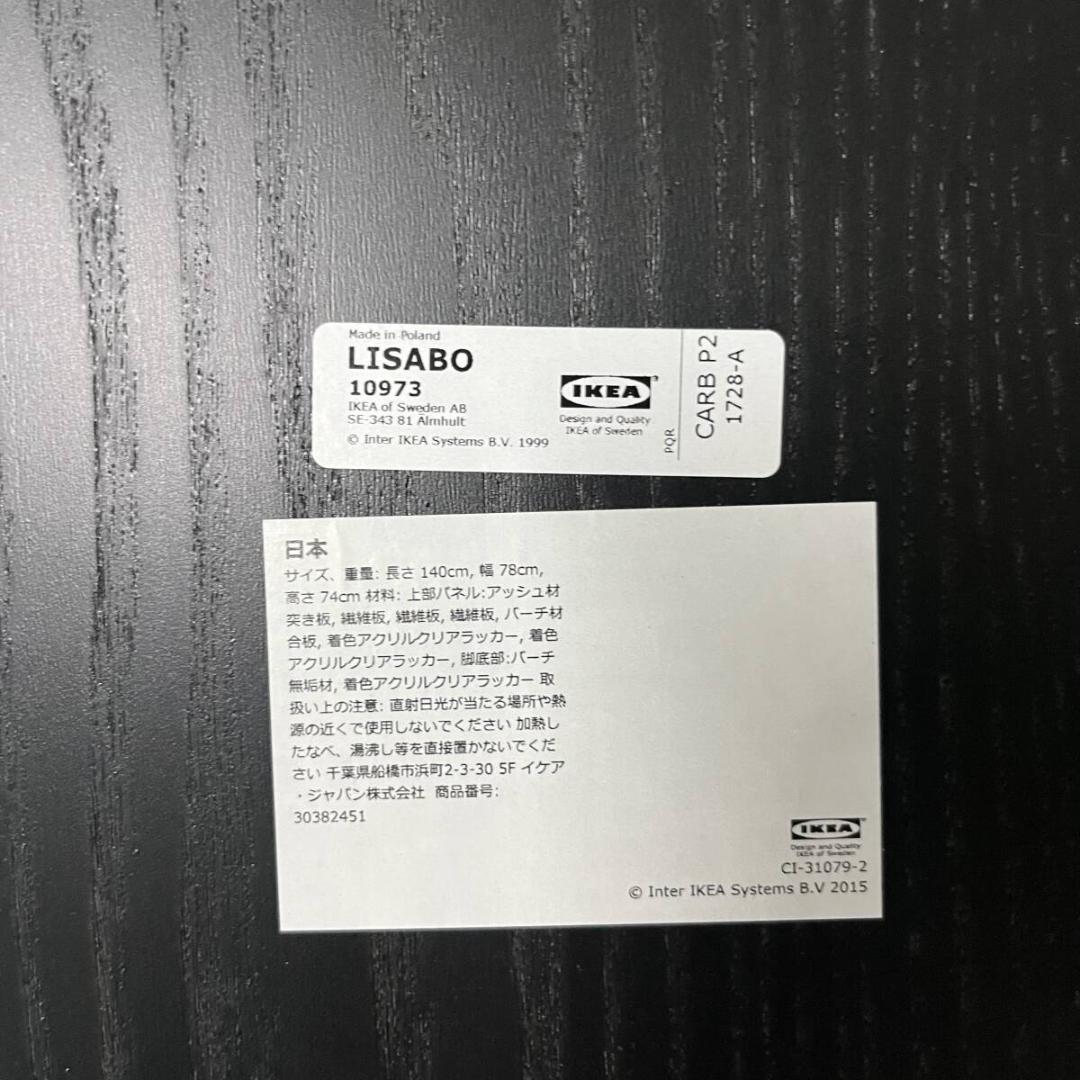 Made in Poland
LISABO
10973
IKEA of Sweden AB
SE-343 81 Älmhult
© Inter IKEA Systems B.V. 1999
IKEA®
Design and Quality
IKEA of Sweden
PQR
CARB P2
1728-A
日本
サイズ、重量: 長さ 140cm, 幅 78cm,
高さ 74cm 材料: 上部パネル:アッシュ材
突き板, 繊維板, 繊維板, 繊維板, バーチ材
合板, 着色アクリルクリアラッカー, 着色
アクリルクリアラッカー, 脚底部:バーチ
無垢材, 着色アクリルクリアラッカー 取
扱い上の注意: 直射日光が当たる場所や熱
源の近くで使用しないでください 加熱し
たなべ、湯沸し等を直接置かないでくだ
さい 千葉県船橋市浜町2-3-30 5F イケア
・ジャパン株式会社 商品番号:
30382451
IKEA
Design and Quality
IKEA of Sweden
CI-31079-2
© Inter IKEA Systems B.V 2015